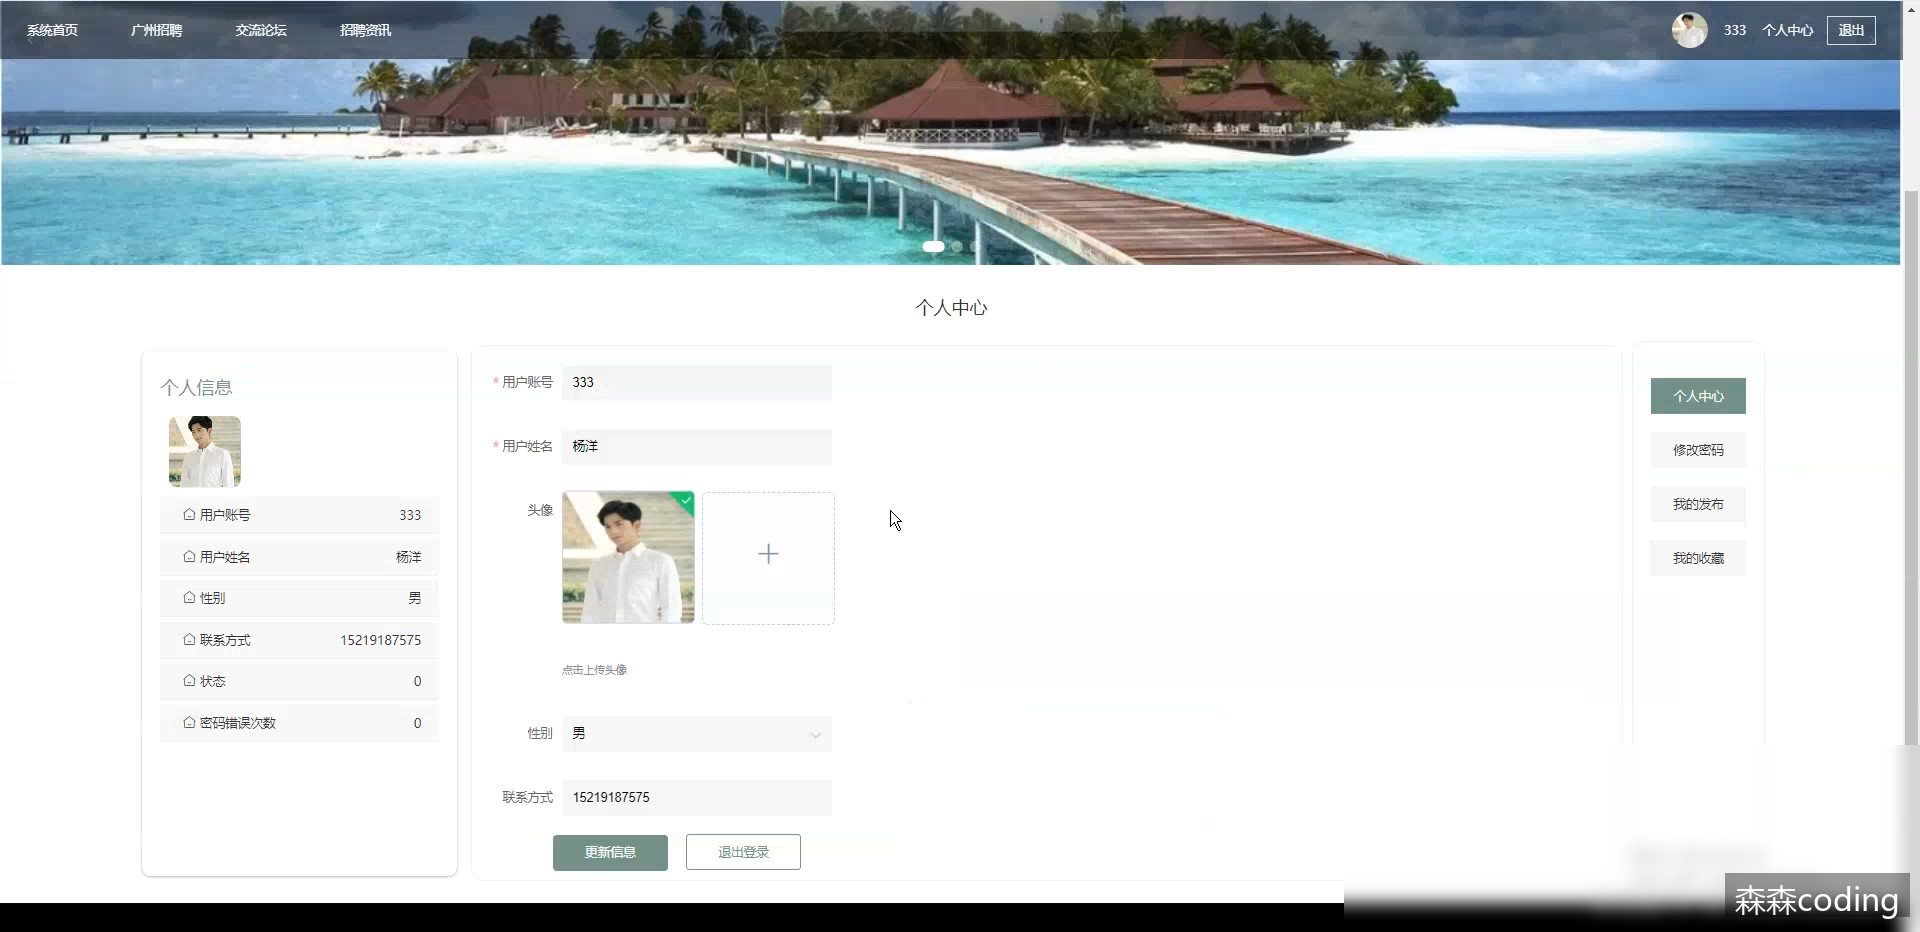 系统首页 广州招聘 交流论坛 招聘资讯 333 个人中心 退出
个人中心
个人信息
用户账号 333
用户姓名 杨洋
性别 男
联系方式 15219187575
状态 0
密码错误次数 0
* 用户账号 333
* 用户姓名 杨洋
头像
点击上传头像
性别 男
联系方式 15219187575
更新信息 退出登录
个人中心
修改密码
我的发布
我的收藏
森森coding